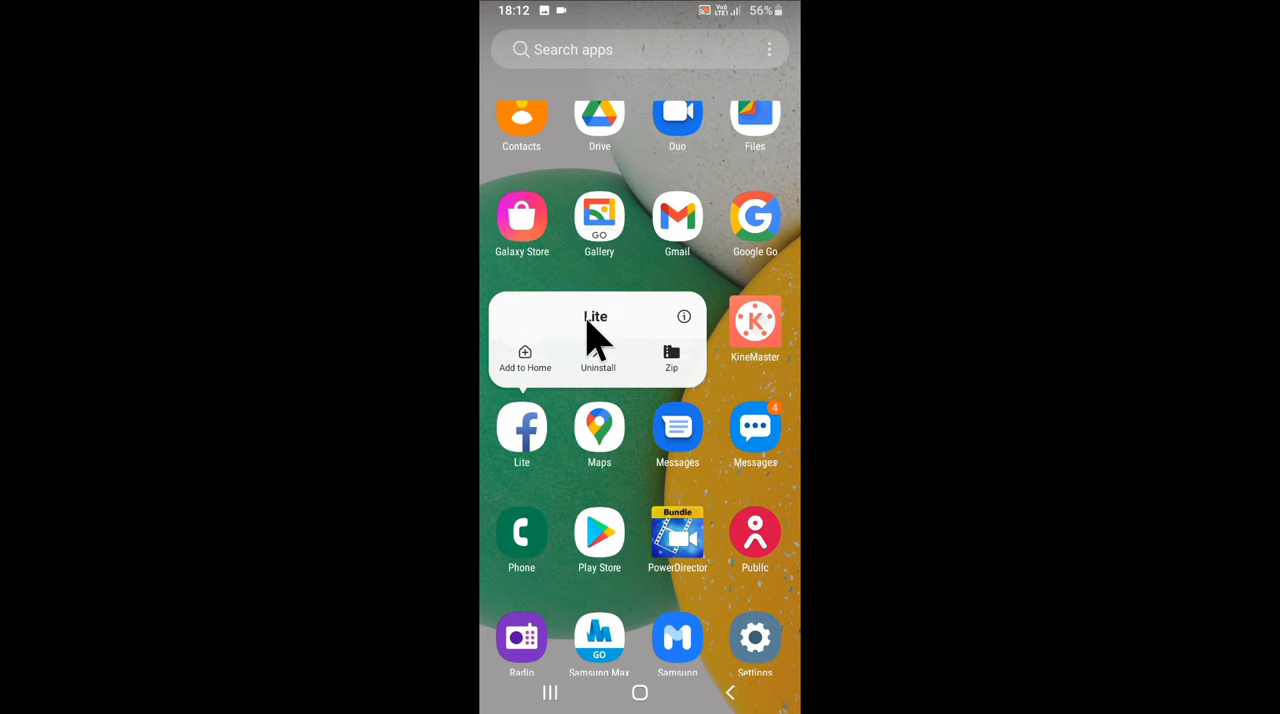 18:12 Vo) LTE1 56%
Search apps
Contacts Drive Duo Files
GO
Galaxy Store Gallery Gmail Google Go
Lite
K
Add to Home Uninstall Zip
KineMaster
Lite Maps Messages Messages
4
Bundle
Phone Play Store PowerDirector Public
GO
Radio Samsung Max Samsung Settings